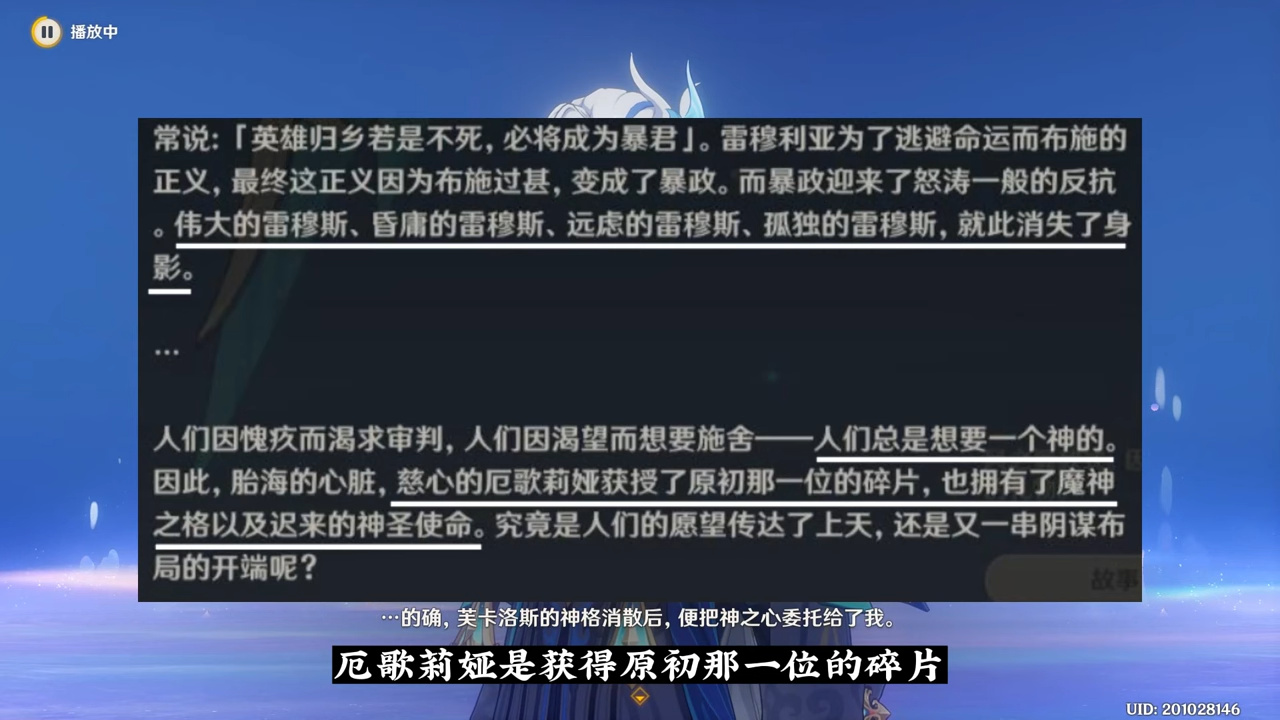 播放中
常说:「英雄归乡若是不死, 必将成为暴君」。雷穆利亚为了逃避命运而布施的
正义, 最终这正义因为布施过甚, 变成了暴政。而暴政迎来了怒涛一般的反抗
。伟大的雷穆斯、昏庸的雷穆斯、远虑的雷穆斯、孤独的雷穆斯, 就此消失了身
影。
…
人们因愧疚而渴求审判, 人们因渴望而想要施舍——人们总是想要一个神的。
因此, 胎海的心脏, 慈心的厄歌莉娅获授了原初那一位的碎片, 也拥有了魔神
之格以及迟来的神圣使命。究竟是人们的愿望传达了上天, 还是又一串阴谋布
局的开端呢?
故事
…的确, 芙卡洛斯的神格消散后, 便把神之心委托给了我。
厄歌莉娅是获得原初那一位的碎片
UID: 201028146